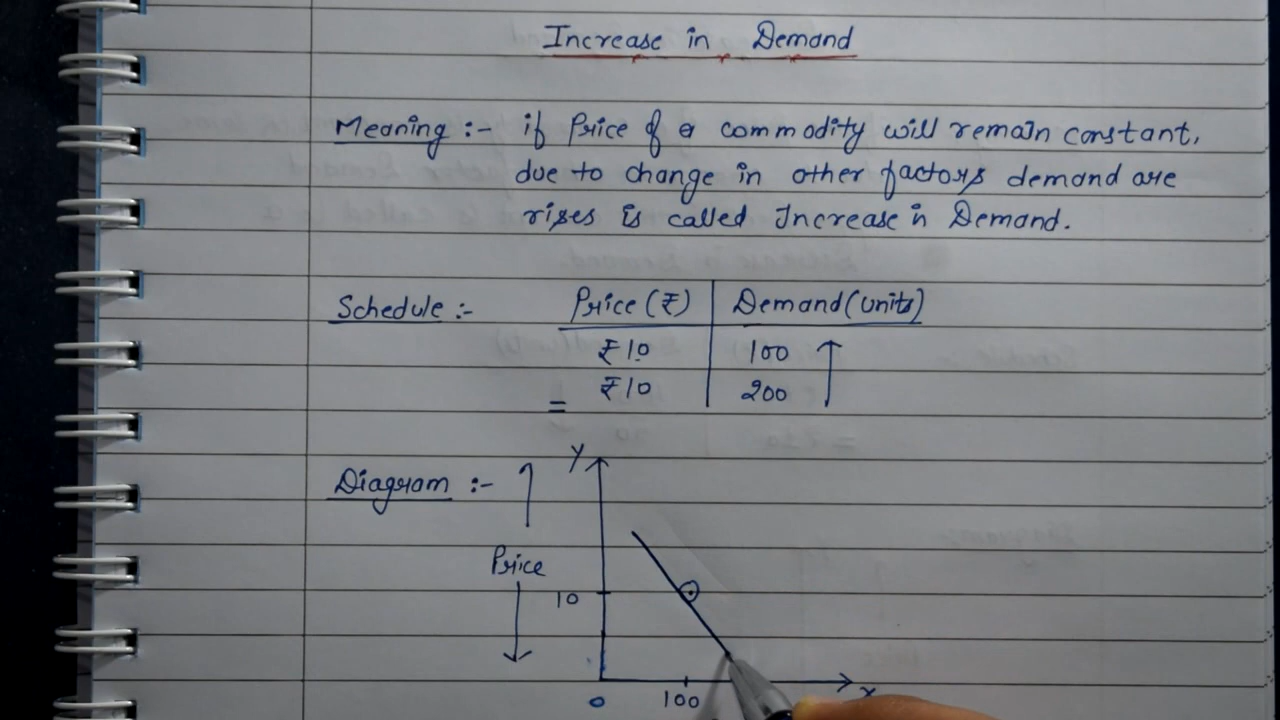 Increase in Demand
Meaning :- if Price of a commodity will remain constant,
due to change in other factors demand are
rises is called Increase in Demand.
Schedule :- Price (₹) Demand (units)
₹10 100
= ₹10 200
Diagram :- Y
Price
10
0 100 X